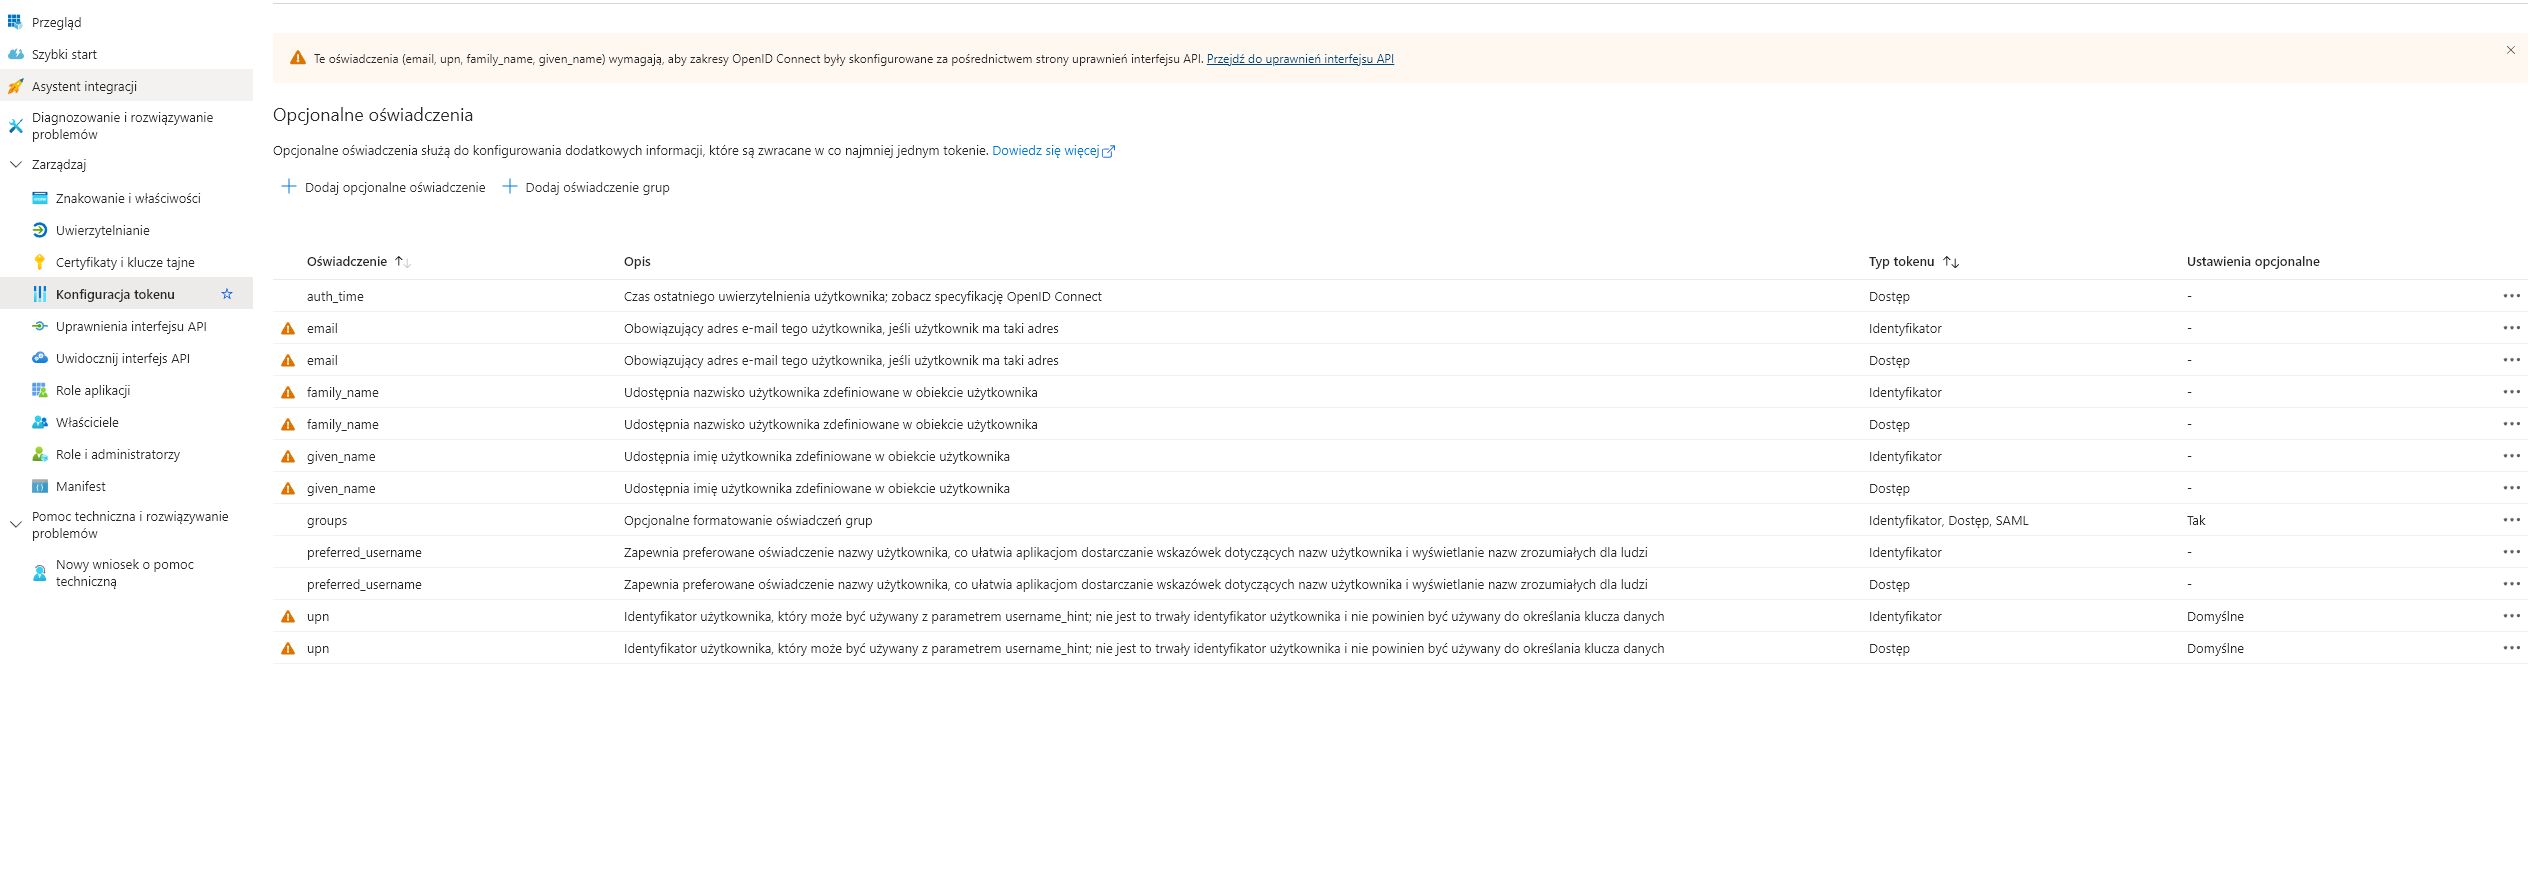 Przegląd
Szybki start
Asystent integracji
Diagnozowanie i rozwiązywanie
problemów
Zarządzaj
Znakowanie i właściwości
Uwierzytelnianie
Certyfikaty i klucze tajne
Konfiguracja tokenu
Uprawnienia interfejsu API
Uwidocznij interfejs API
Role aplikacji
Właściciele
Role i administratorzy
Manifest
Pomoc techniczna i rozwiązywanie
problemów
Nowy wniosek o pomoc
techniczną
Te oświadczenia (email, upn, family_name, given_name) wymagają, aby zakresy OpenID Connect były skonfigurowane za pośrednictwem strony uprawnień interfejsu API. Przejdź do uprawnień interfejsu API
Opcjonalne oświadczenia
Opcjonalne oświadczenia służą do konfigurowania dodatkowych informacji, które są zwracane w co najmniej jednym tokenie. Dowiedz się więcej
Dodaj opcjonalne oświadczenie Dodaj oświadczenie grup
Oświadczenie Opis Typ tokenu Ustawienia opcjonalne
auth_time Czas ostatniego uwierzytelnienia użytkownika; zobacz specyfikację OpenID Connect Dostęp -
email Obowiązujący adres e-mail tego użytkownika, jeśli użytkownik ma taki adres Identyfikator -
email Obowiązujący adres e-mail tego użytkownika, jeśli użytkownik ma taki adres Dostęp -
family_name Udostępnia nazwisko użytkownika zdefiniowane w obiekcie użytkownika Identyfikator -
family_name Udostępnia nazwisko użytkownika zdefiniowane w obiekcie użytkownika Dostęp -
given_name Udostępnia imię użytkownika zdefiniowane w obiekcie użytkownika Identyfikator -
given_name Udostępnia imię użytkownika zdefiniowane w obiekcie użytkownika Dostęp -
groups Opcjonalne formatowanie oświadczeń grup Identyfikator, Dostęp, SAML Tak
preferred_username Zapewnia preferowane oświadczenie nazwy użytkownika, co ułatwia aplikacjom dostarczanie wskazówek dotyczących nazw użytkownika i wyświetlanie nazw zrozumiałych dla ludzi Identyfikator -
preferred_username Zapewnia preferowane oświadczenie nazwy użytkownika, co ułatwia aplikacjom dostarczanie wskazówek dotyczących nazw użytkownika i wyświetlanie nazw zrozumiałych dla ludzi Dostęp -
upn Identyfikator użytkownika, który może być używany z parametrem username_hint; nie jest to trwały identyfikator użytkownika i nie powinien być używany do określania klucza danych Identyfikator Domyślne
upn Identyfikator użytkownika, który może być używany z parametrem username_hint; nie jest to trwały identyfikator użytkownika i nie powinien być używany do określania klucza danych Dostęp Domyślne